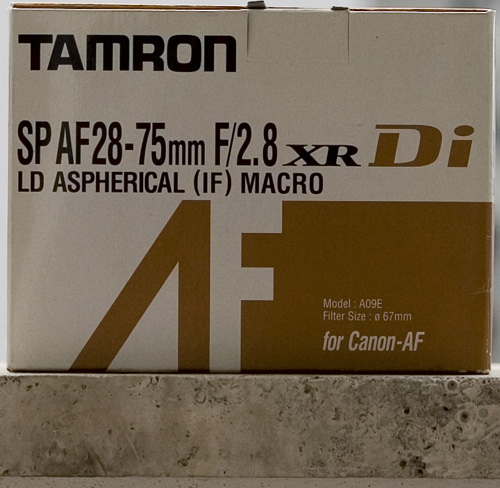 TAMRON
SP AF28-75mm F/2.8 XR Di
LD ASPHERICAL (IF) MACRO
AF
Model : A09E
Filter Size : ø 67mm
for Canon-AF